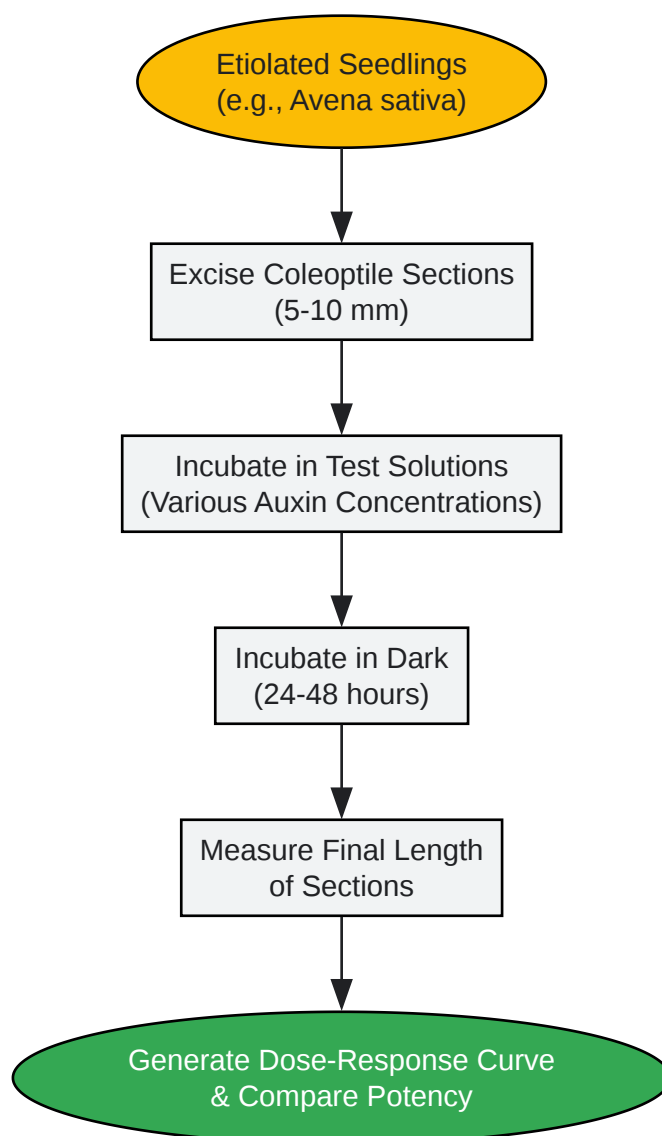 Etiolated Seedlings
(e.g., Avena sativa)
Excise Coleoptile Sections
(5-10 mm)
Incubate in Test Solutions
(Various Auxin Concentrations)
Incubate in Dark
(24-48 hours)
Measure Final Length
of Sections
Generate Dose-Response Curve
& Compare Potency